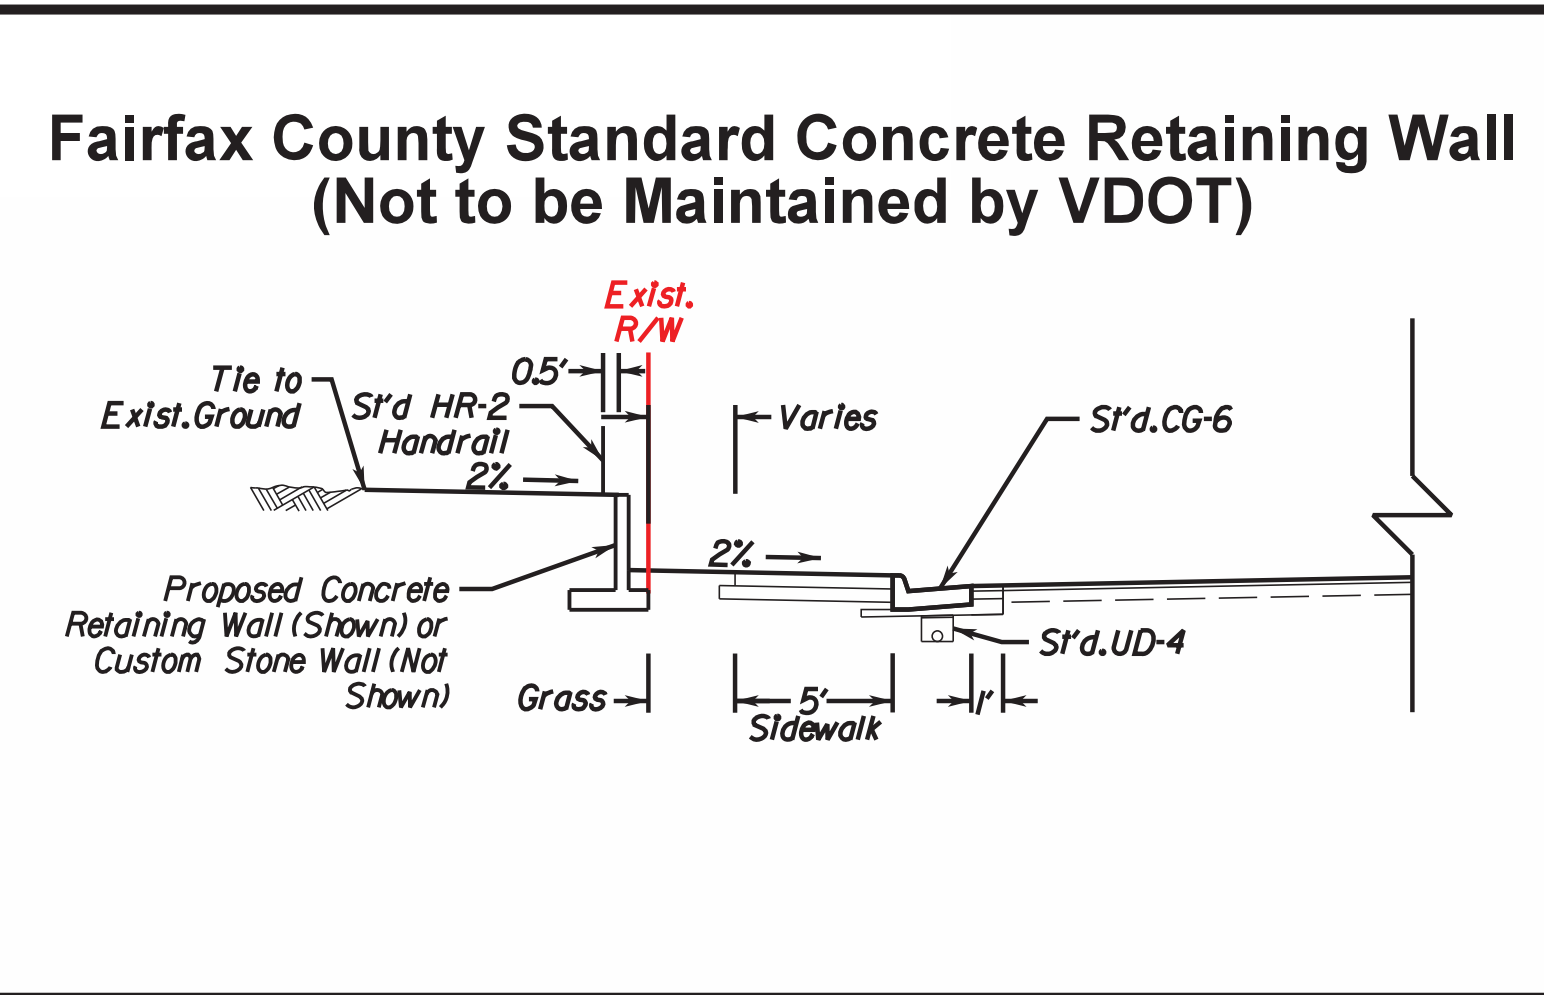 Fairfax County Standard Concrete Retaining Wall
(Not to be Maintained by VDOT)
Exist.
R/W
0.5'
Tie to
Exist. Ground
St'd HR-2
Handrail
Varies
St'd. CG-6
2%
2%
Proposed Concrete
Retaining Wall (Shown) or
Custom Stone Wall (Not
Shown)
St'd. UD-4
Grass
5'
Sidewalk
1'